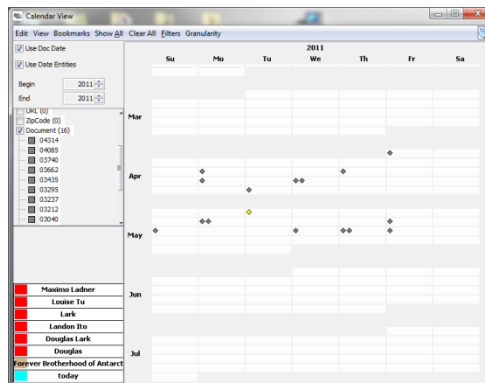 Calendar View
Edit View Bookmarks Show All Clear All Filters Granularity
Use Doc Date
Use Date Entities
Begin 2011
End 2011
URL (0)
ZipCode (0)
Document (16)
04314
04085
03740
03662
03435
03295
03237
03212
03040
Maximo Ladner
Louise Tu
Lark
Landon Ito
Douglas Lark
Douglas
Forever Brotherhood of Antarct
today
2011
Su Mo Tu We Th Fr Sa
Mar
Apr
May
Jun
Jul